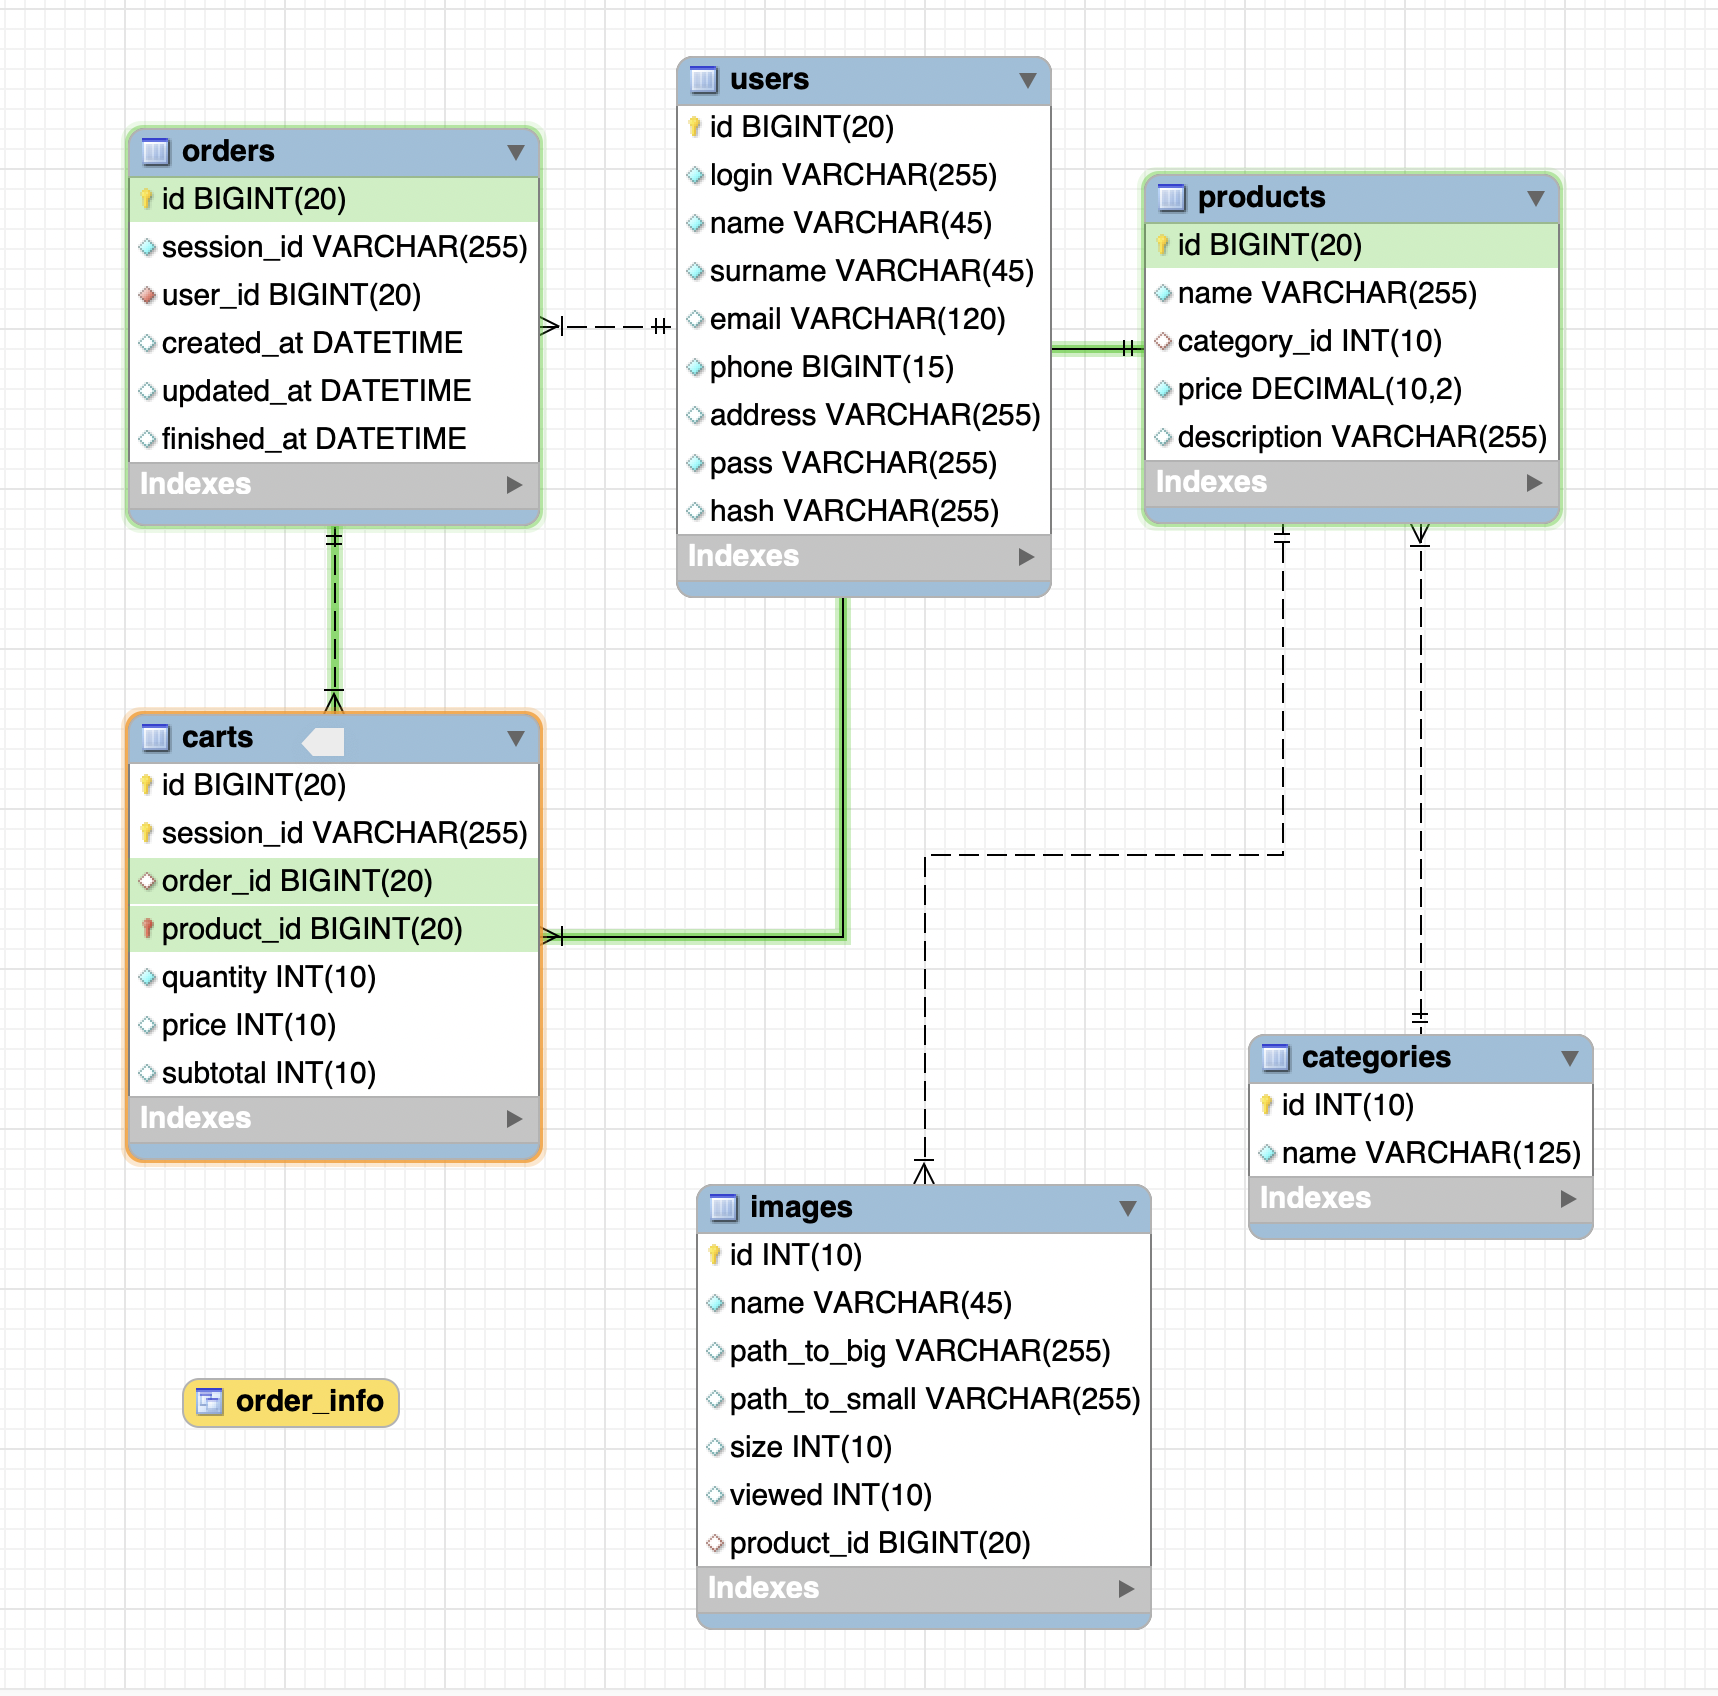 orders
id BIGINT(20)
session_id VARCHAR(255)
user_id BIGINT(20)
created_at DATETIME
updated_at DATETIME
finished_at DATETIME
Indexes
users
id BIGINT(20)
login VARCHAR(255)
name VARCHAR(45)
surname VARCHAR(45)
email VARCHAR(120)
phone BIGINT(15)
address VARCHAR(255)
pass VARCHAR(255)
hash VARCHAR(255)
Indexes
products
id BIGINT(20)
name VARCHAR(255)
category_id INT(10)
price DECIMAL(10,2)
description VARCHAR(255)
Indexes
carts
id BIGINT(20)
session_id VARCHAR(255)
order_id BIGINT(20)
product_id BIGINT(20)
quantity INT(10)
price INT(10)
subtotal INT(10)
Indexes
categories
id INT(10)
name VARCHAR(125)
Indexes
images
id INT(10)
name VARCHAR(45)
path_to_big VARCHAR(255)
path_to_small VARCHAR(255)
size INT(10)
viewed INT(10)
product_id BIGINT(20)
Indexes
order_info